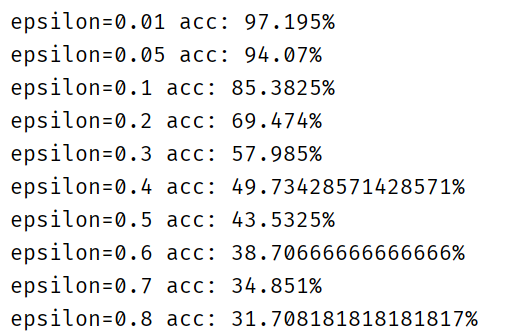 epsilon=0.01 acc: 97.195%
epsilon=0.05 acc: 94.07%
epsilon=0.1 acc: 85.3825%
epsilon=0.2 acc: 69.474%
epsilon=0.3 acc: 57.985%
epsilon=0.4 acc: 49.73428571428571%
epsilon=0.5 acc: 43.5325%
epsilon=0.6 acc: 38.70666666666666%
epsilon=0.7 acc: 34.851%
epsilon=0.8 acc: 31.708181818181817%